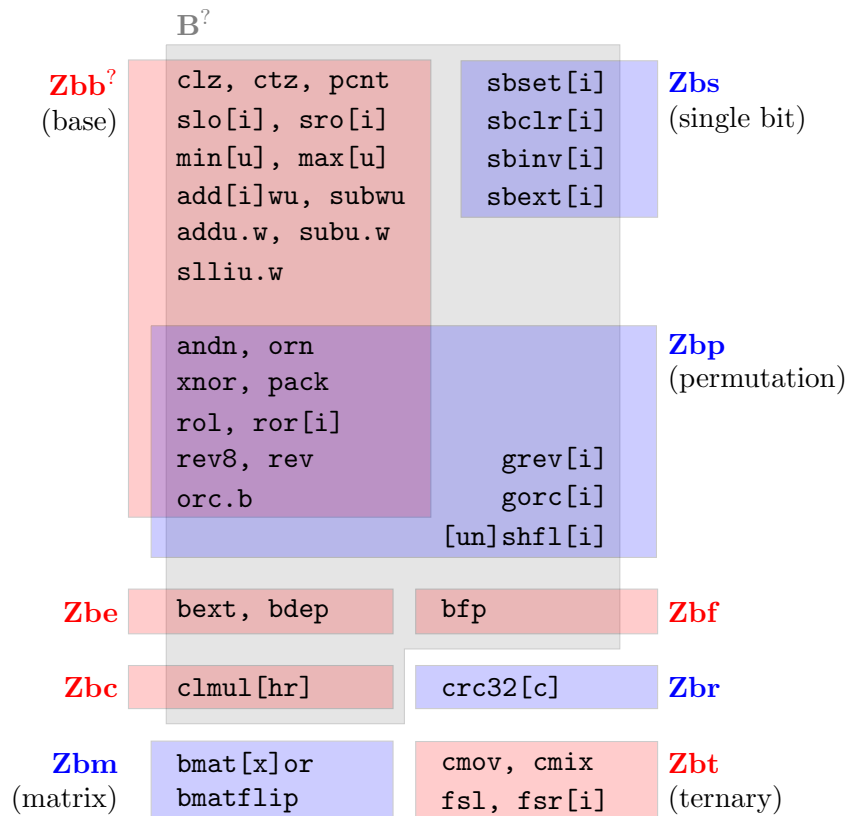 B?
Zbb? clz, ctz, pcnt sbset[i] Zbs
(base) slo[i], sro[i] sbclr[i] (single bit)
min[u], max[u] sbinv[i]
add[i]wu, subwu sbext[i]
addu.w, subu.w
slliu.w
andn, orn Zbp
xnor, pack (permutation)
rol, ror[i]
rev8, rev grev[i]
orc.b gorc[i]
[un]shfl[i]
Zbe bext, bdep bfp Zbf
Zbc clmul[hr] crc32[c] Zbr
Zbm bmat[x]or cmov, cmix Zbt
(matrix) bmatflip fsl, fsr[i] (ternary)